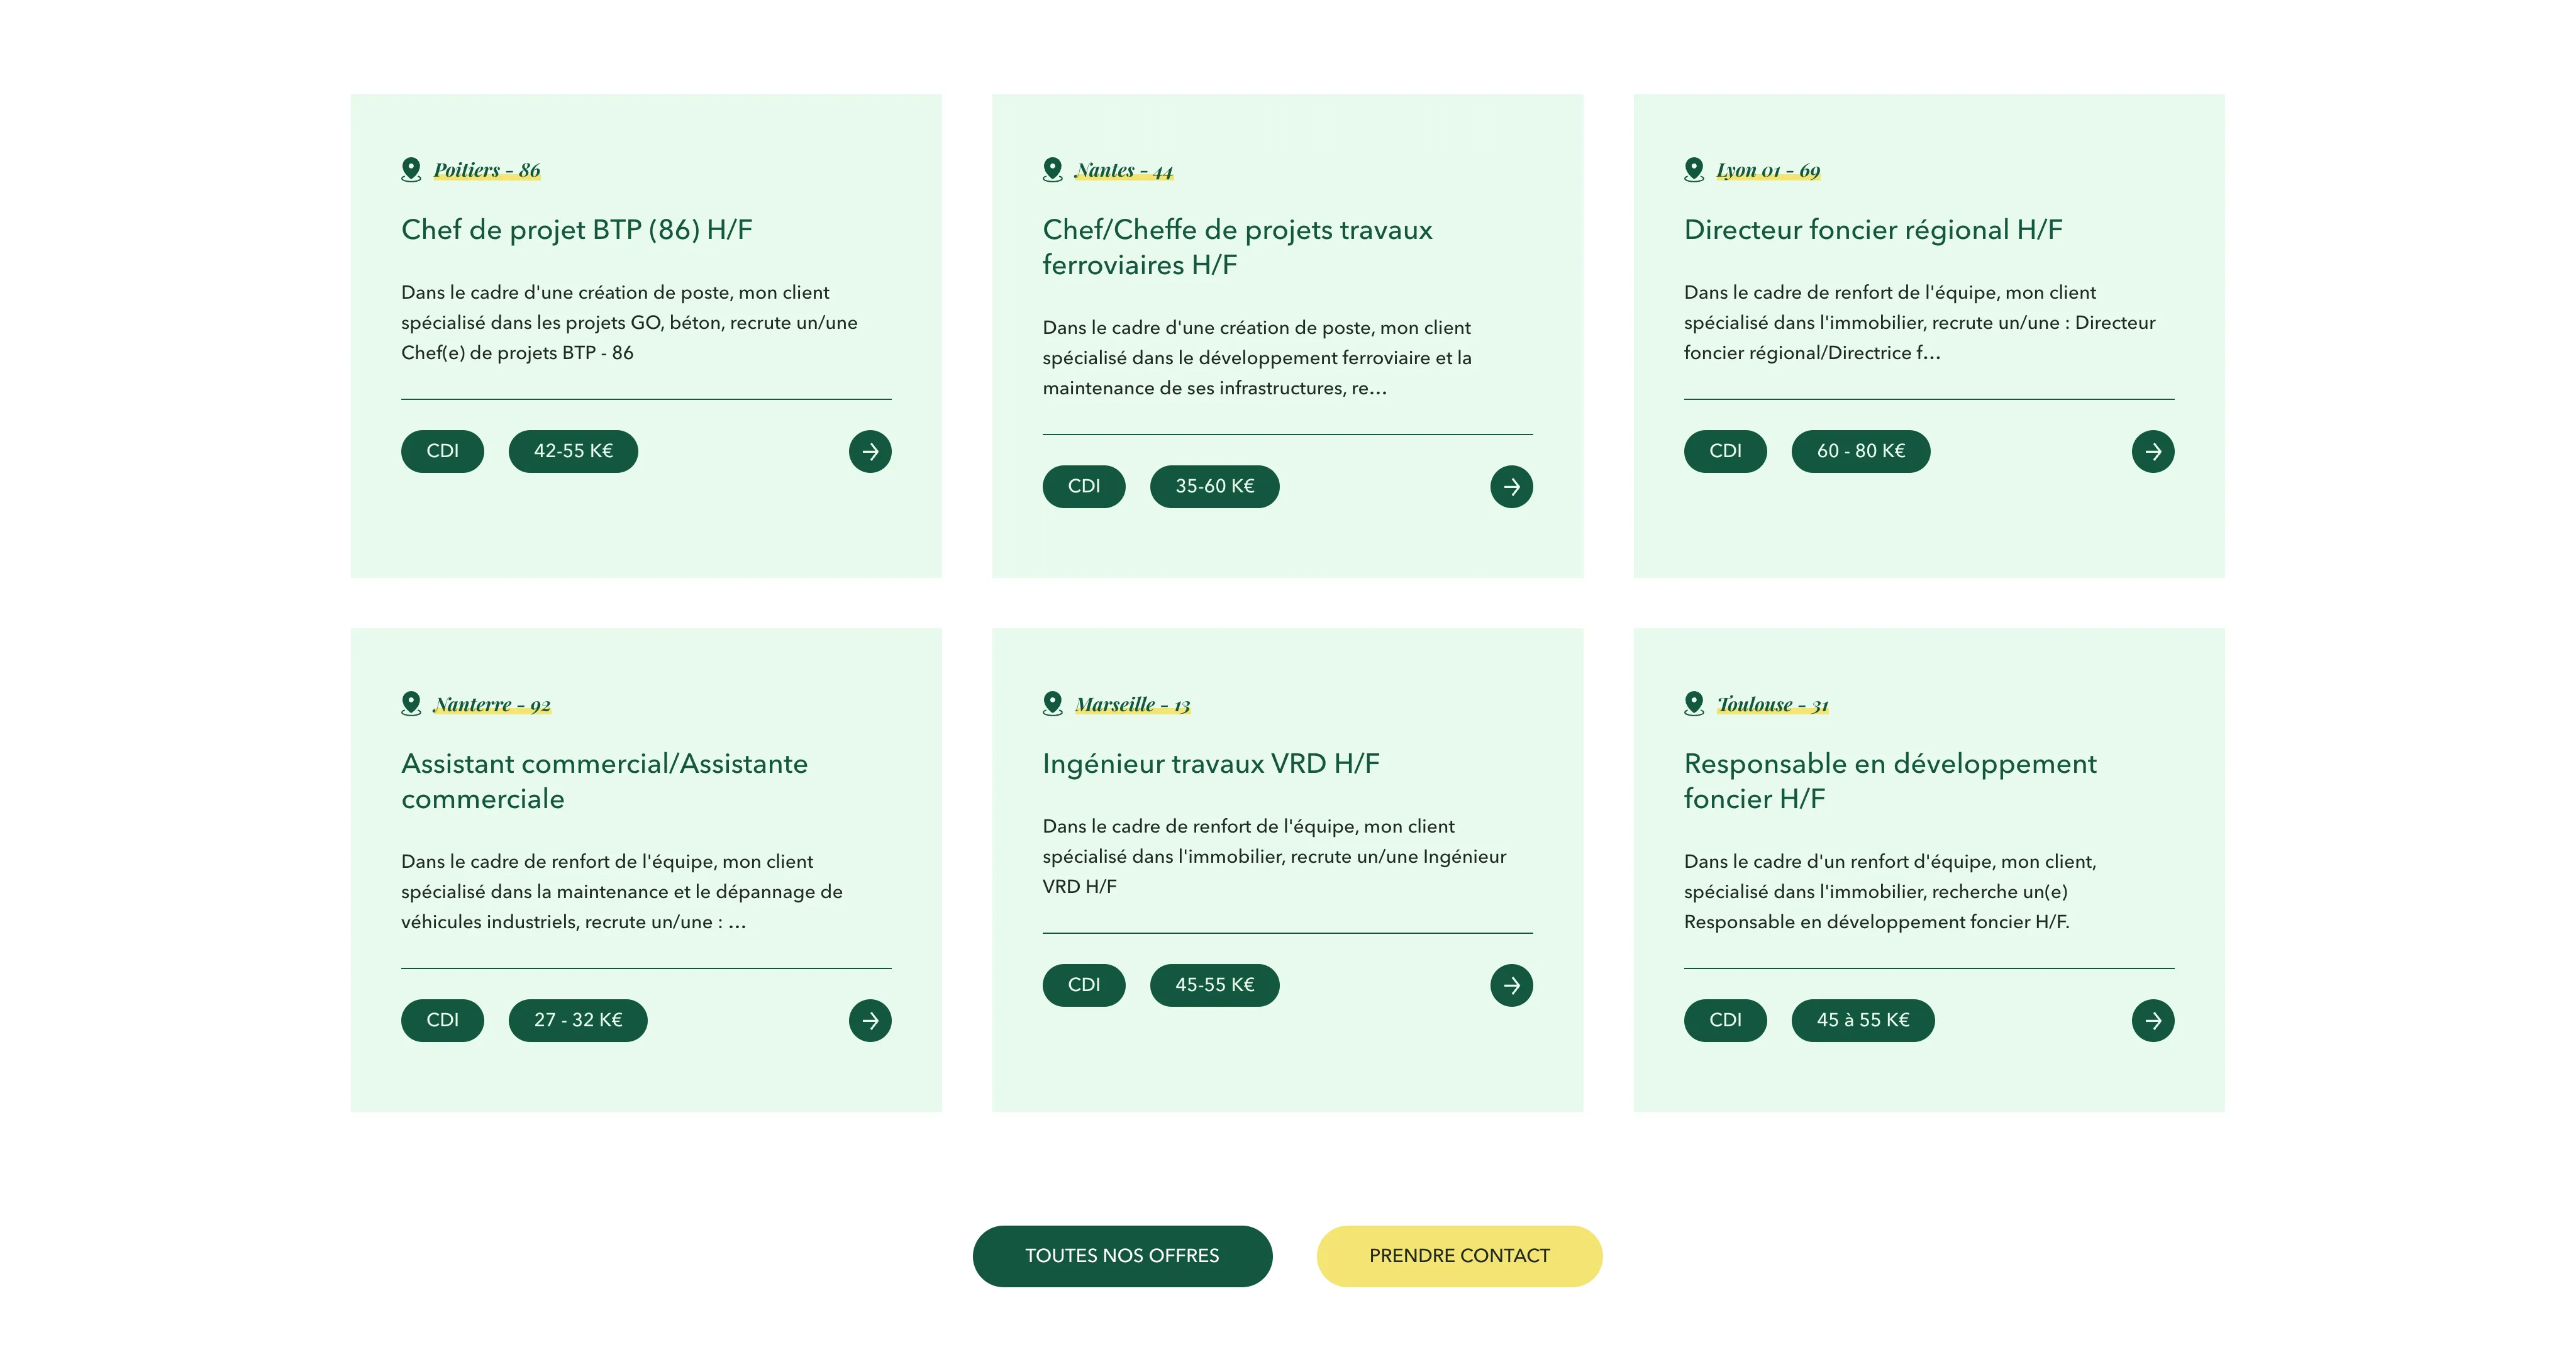 Poitiers - 86
Chef de projet BTP (86) H/F
Dans le cadre d'une création de poste, mon client
spécialisé dans les projets GO, béton, recrute un/une
Chef(e) de projets BTP - 86
CDI
42-55 K€
Nantes - 44
Chef/Cheffe de projets travaux
ferroviaires H/F
Dans le cadre d'une création de poste, mon client
spécialisé dans le développement ferroviaire et la
maintenance de ses infrastructures, re...
CDI
35-60 K€
Lyon 01 - 69
Directeur foncier régional H/F
Dans le cadre de renfort de l'équipe, mon client
spécialisé dans l'immobilier, recrute un/une : Directeur
foncier régional/Directrice f...
CDI
60 - 80 K€
Nanterre - 92
Assistant commercial/Assistante
commerciale
Dans le cadre de renfort de l'équipe, mon client
spécialisé dans la maintenance et le dépannage de
véhicules industriels, recrute un/une : ...
CDI
27 - 32 K€
Marseille - 13
Ingénieur travaux VRD H/F
Dans le cadre de renfort de l'équipe, mon client
spécialisé dans l'immobilier, recrute un/une Ingénieur
VRD H/F
CDI
45-55 K€
Toulouse - 31
Responsable en développement
foncier H/F
Dans le cadre d'un renfort d'équipe, mon client,
spécialisé dans l'immobilier, recherche un(e)
Responsable en développement foncier H/F.
CDI
45 à 55 K€
TOUTES NOS OFFRES
PRENDRE CONTACT